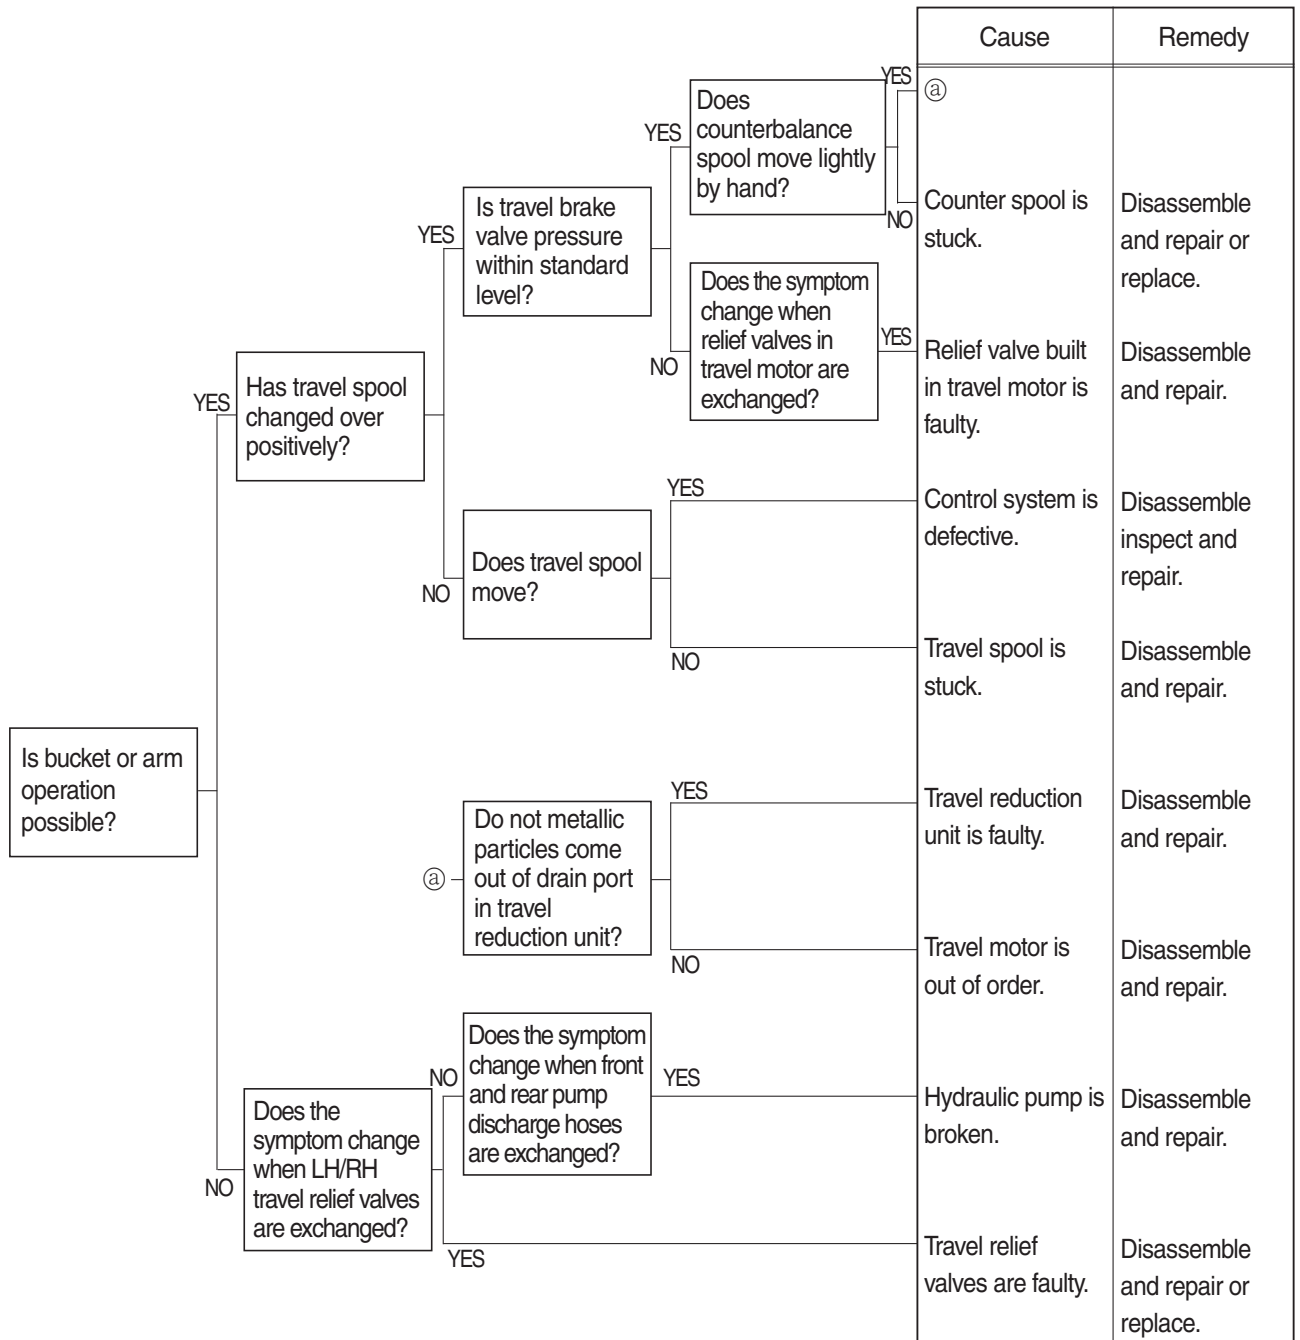 Cause
Remedy
YES
ⓐ
Does
counterbalance
spool move lightly
by hand?
YES
NO
Counter spool is
stuck.
Disassemble
and repair or
replace.
Is travel brake
valve pressure
within standard
level?
YES
Does the symptom
change when
relief valves in
travel motor are
exchanged?
YES
NO
Relief valve built
in travel motor is
faulty.
Disassemble
and repair.
Has travel spool
changed over
positively?
YES
YES
Control system is
defective.
Disassemble
inspect and
repair.
Does travel spool
move?
NO
NO
Travel spool is
stuck.
Disassemble
and repair.
Is bucket or arm
operation
possible?
YES
Travel reduction
unit is faulty.
Disassemble
and repair.
ⓐ
Do not metallic
particles come
out of drain port
in travel
reduction unit?
NO
Travel motor is
out of order.
Disassemble
and repair.
Does the symptom
change when front
and rear pump
discharge hoses
are exchanged?
NO
YES
Hydraulic pump is
broken.
Disassemble
and repair.
NO
Does the
symptom change
when LH/RH
travel relief valves
are exchanged?
YES
Travel relief
valves are faulty.
Disassemble
and repair or
replace.